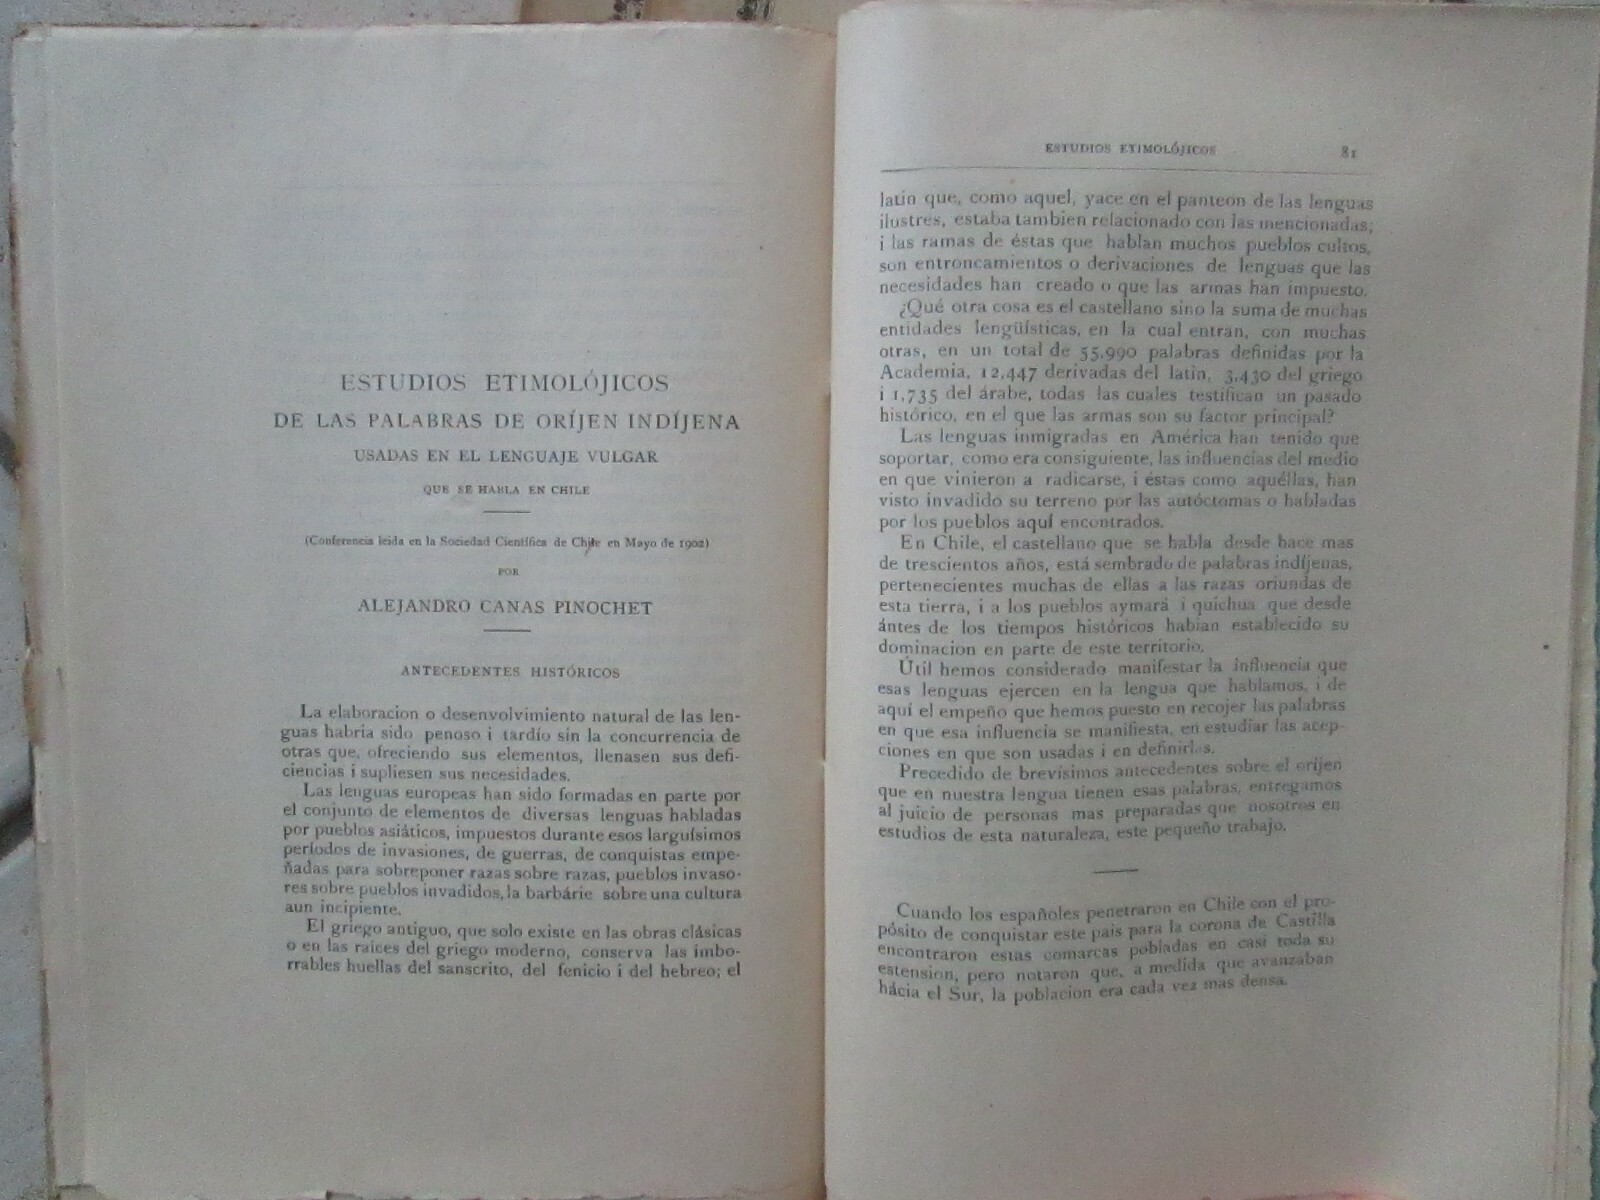 ESTUDIOS ETIMOLÓJICOS
DE LAS PALABRAS DE ORÍJEN INDÍJENA
USADAS EN EL LENGUAJE VULGAR
QUE SE HABLA EN CHILE
(Conferencia leida en la Sociedad Científica de Chile en Mayo de 1902)
POR
ALEJANDRO CANAS PINOCHET
ANTECEDENTES HISTÓRICOS
La elaboracion o desenvolvimiento natural de las len-
guas habría sido penoso i tardío sin la concurrencia de
otras que, ofreciendo sus elementos, llenasen sus defi-
ciencias i supliesen sus necesidades.
Las lenguas europeas han sido formadas en parte por
el conjunto de elementos de diversas lenguas habladas
por pueblos asiáticos, impuestos durante esos larguísimos
períodos de invasiones, de guerras, de conquistas empe-
ñadas para sobreponer razas sobre razas, pueblos invaso-
res sobre pueblos invadidos, la barbárie sobre una cultura
aun incipiente.
El griego antiguo, que solo existe en las obras clásicas
o en las raíces del griego moderno, conserva las imbo-
rrables huellas del sanscrito, del fenicio i del hebreo; el
ESTUDIOS ETIMOLÓJICOS 81
latin que, como aquel, yace en el panteon de las lenguas
ilustres, estaba tambien relacionado con las mencionadas;
i las ramas de éstas que hablan muchos pueblos cultos,
son entroncamientos o derivaciones de lenguas que las
necesidades han creado o que las armas han impuesto.
¿Qué otra cosa es el castellano sino la suma de muchas
entidades lengüísticas, en la cual entran, con muchas
otras, en un total de 55,990 palabras definidas por la
Academia, 12,447 derivadas del latin, 3,430 del griego
i 1,735 del árabe, todas las cuales testifican un pasado
histórico, en el que las armas son su factor principal?
Las lenguas inmigradas en América han tenido que
soportar, como era consiguiente, las influencias del medio
en que vinieron a radicarse, i éstas como aquéllas, han
visto invadido su terreno por las autóctomas o habladas
por los pueblos aquí encontrados.
En Chile, el castellano que se habla desde hace mas
de trescientos años, está sembrado de palabras indíjenas,
pertenecientes muchas de ellas a las razas oriundas de
esta tierra, i a los pueblos aymará i quichua que desde
ántes de los tiempos históricos habian establecido su
dominacion en parte de este territorio.
Útil hemos considerado manifestar la influencia que
esas lenguas ejercen en la lengua que hablamos, i de
aquí el empeño que hemos puesto en recojer las palabras
en que esa influencia se manifiesta, en estudiar las acep-
ciones en que son usadas i en definirlas.
Precedido de brevísimos antecedentes sobre el oríjen
que en nuestra lengua tienen esas palabras, entregamos
al juicio de personas mas preparadas que nosotros en
estudios de esta naturaleza, este pequeño trabajo.
Cuando los españoles penetraron en Chile con el pro-
pósito de conquistar este pais para la corona de Castilla
encontraron estas comarcas pobladas en casi toda su
estension, pero notaron que, a medida que avanzaban
hácia el Sur, la poblacion era cada vez mas densa.